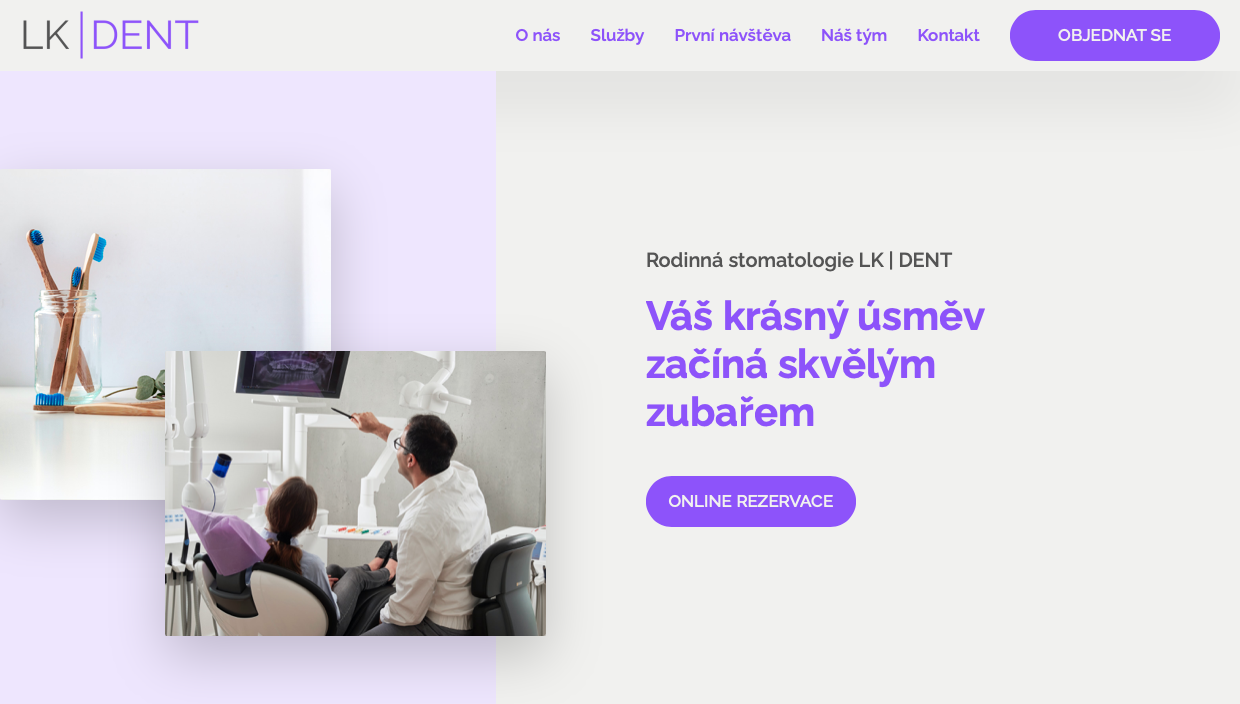 LK|DENT
O nás
Služby
První návštěva
Náš tým
Kontakt
OBJEDNAT SE
Rodinná stomatologie LK | DENT
Váš krásný úsměv
začíná skvělým
zubařem
ONLINE REZERVACE